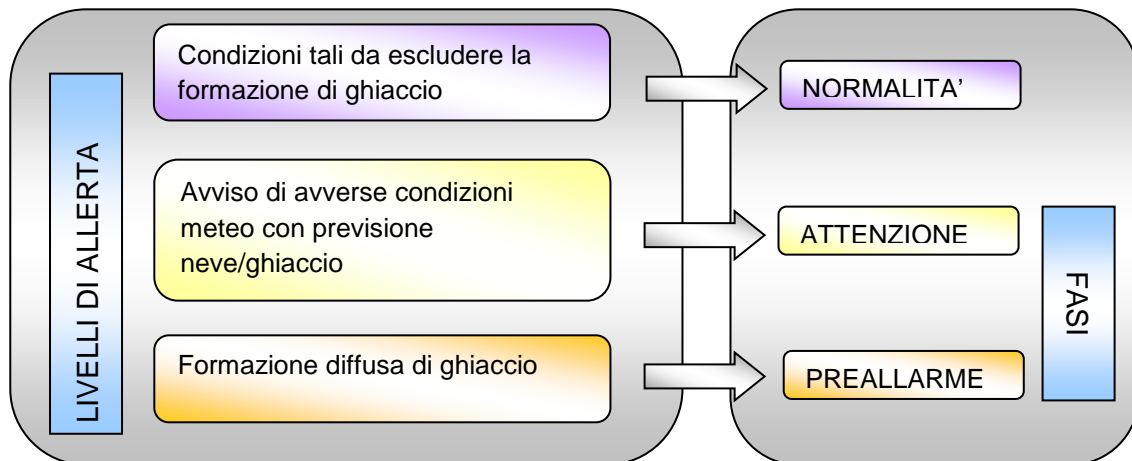 LIVELLI DI ALLERTA
Condizioni tali da escludere la
formazione di ghiaccio
NORMALITA’
Avviso di avverse condizioni
meteo con previsione
neve/ghiaccio
ATTENZIONE
Formazione diffusa di ghiaccio
PREALLARME
FASI